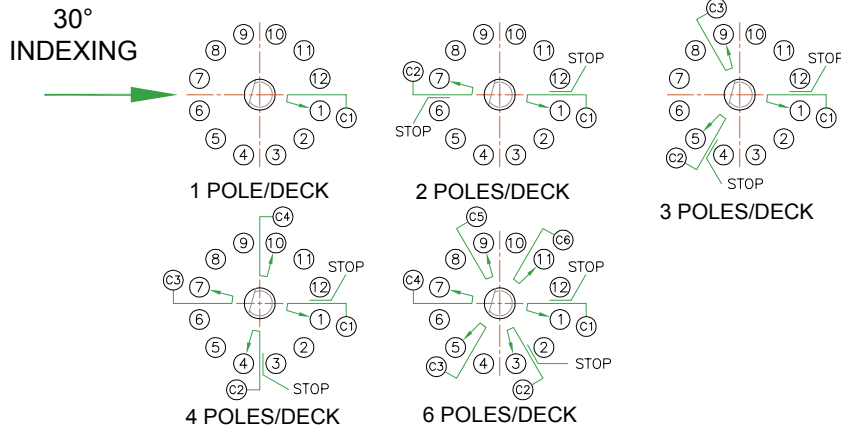 30°
INDEXING
9 10
8 11
7 12
6 1 C1
5 2
4 3
1 POLE/DECK
9 10
8 11 STOP
C2 7 12
6 1 C1
STOP
5 2
4 3
2 POLES/DECK
C3
9 10
8 11 STOP
7 12
6 1 C1
5 2
C2 4 3
STOP
3 POLES/DECK
C4
9 10
8 11 STOP
C3 7 12
6 1 C1
5 2
4 3
C2 STOP
4 POLES/DECK
C5
9 10 C6
8 11 STOP
C4 7 12
6 1 C1
5 2
C3 4 3 STOP
C2
6 POLES/DECK